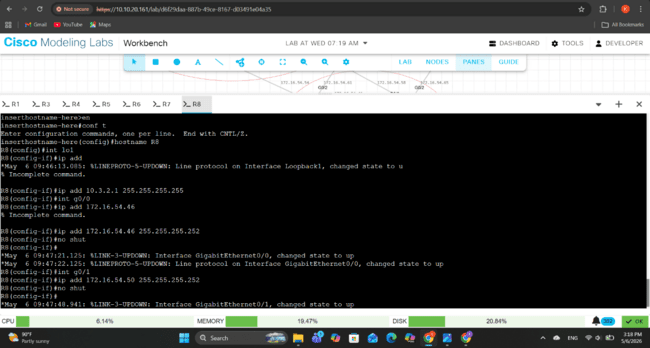 Not secure https://10.10.20.161/lab/d6f29daa-887b-49ca-8167-d03495a04a35
Gmail YouTube Maps All Bookmarks
Cisco Modeling Labs Workbench LAB AT WED 07:19 AM DASHBOARD TOOLS DEVELOPER
LAB NODES PANES GUIDE
R1 R3 R4 R5 R6 R7 R8
inserthostname-here>en
inserthostname-here#conf t
Enter configuration commands, one per line. End with CNTL/Z.
inserthostname-here(config)#hostname R8
R8(config)#int lo1
R8(config-if)#ip add
*May 6 09:46:13.085: %LINEPROTO-5-UPDOWN: Line protocol on Interface Loopback1, changed state to u
% Incomplete command.
R8(config-if)#ip add 10.3.2.1 255.255.255.255
R8(config-if)#int g0/0
R8(config-if)#ip add 172.16.54.46
% Incomplete command.
R8(config-if)#ip add 172.16.54.46 255.255.255.252
R8(config-if)#no shut
R8(config-if)#
*May 6 09:47:21.125: %LINK-3-UPDOWN: Interface GigabitEthernet0/0, changed state to up
*May 6 09:47:22.125: %LINEPROTO-5-UPDOWN: Line protocol on Interface GigabitEthernet0/0, changed state to up
R8(config-if)#int g0/1
R8(config-if)#ip add 172.16.54.50 255.255.255.252
R8(config-if)#no shut
R8(config-if)#
*May 6 09:47:48.941: %LINK-3-UPDOWN: Interface GigabitEthernet0/1, changed state to up
CPU 6.14% MEMORY 19.47% DISK 20.84% OK
90°F
Partly sunny
Search
ENG
3:18 PM
5/6/2026